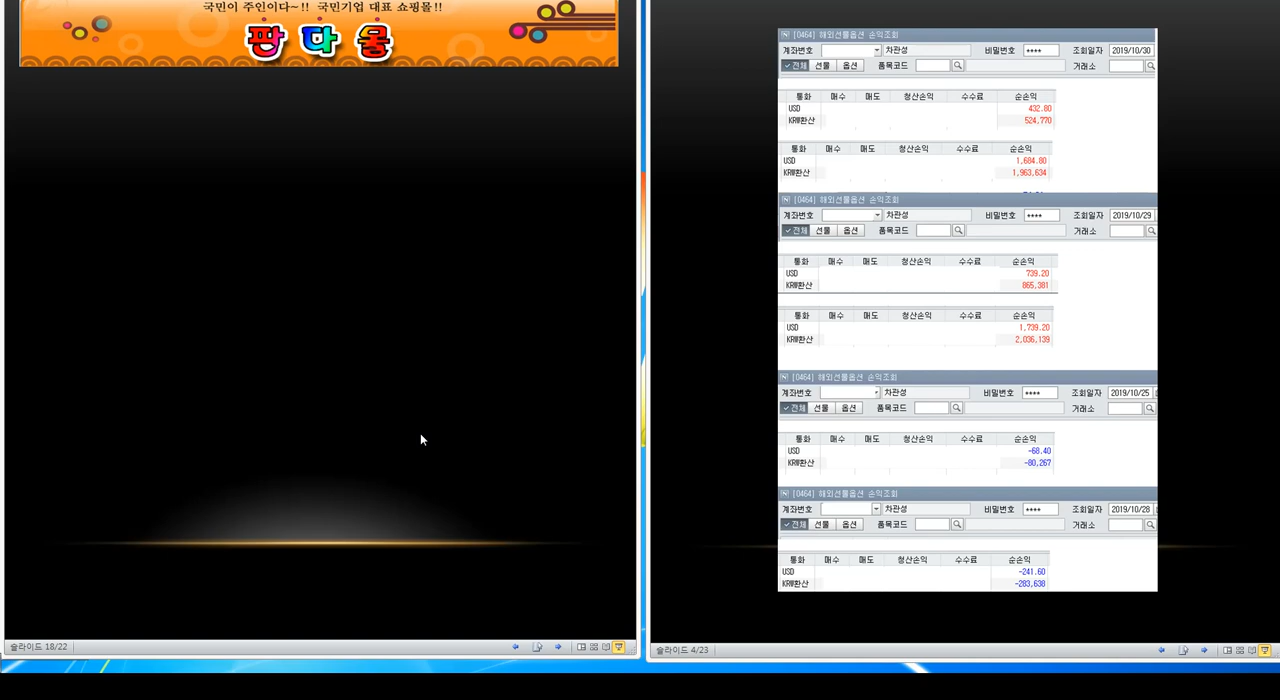 국민이 주인이다~!! 국민기업 대표 쇼핑몰!!
판다몰
슬라이드 18/22
[0464] 해외선물옵션 손익조회
계좌번호 차관성 비밀번호 **** 조회일자 2019/10/30
전체 선물 옵션 품목코드 거래소
통화 매수 매도 청산손익 수수료 순손익
USD 432.80
KRW환산 524,770
통화 매수 매도 청산손익 수수료 순손익
USD 1,684.80
KRW환산 1,963,634
[0464] 해외선물옵션 손익조회
계좌번호 차관성 비밀번호 **** 조회일자 2019/10/29
전체 선물 옵션 품목코드 거래소
통화 매수 매도 청산손익 수수료 순손익
USD 739.20
KRW환산 865,381
통화 매수 매도 청산손익 수수료 순손익
USD 1,739.20
KRW환산 2,036,139
[0464] 해외선물옵션 손익조회
계좌번호 차관성 비밀번호 **** 조회일자 2019/10/25
전체 선물 옵션 품목코드 거래소
통화 매수 매도 청산손익 수수료 순손익
USD -68.40
KRW환산 -80,267
[0464] 해외선물옵션 손익조회
계좌번호 차관성 비밀번호 **** 조회일자 2019/10/28
전체 선물 옵션 품목코드 거래소
통화 매수 매도 청산손익 수수료 순손익
USD -241.60
KRW환산 -283,638
슬라이드 4/23